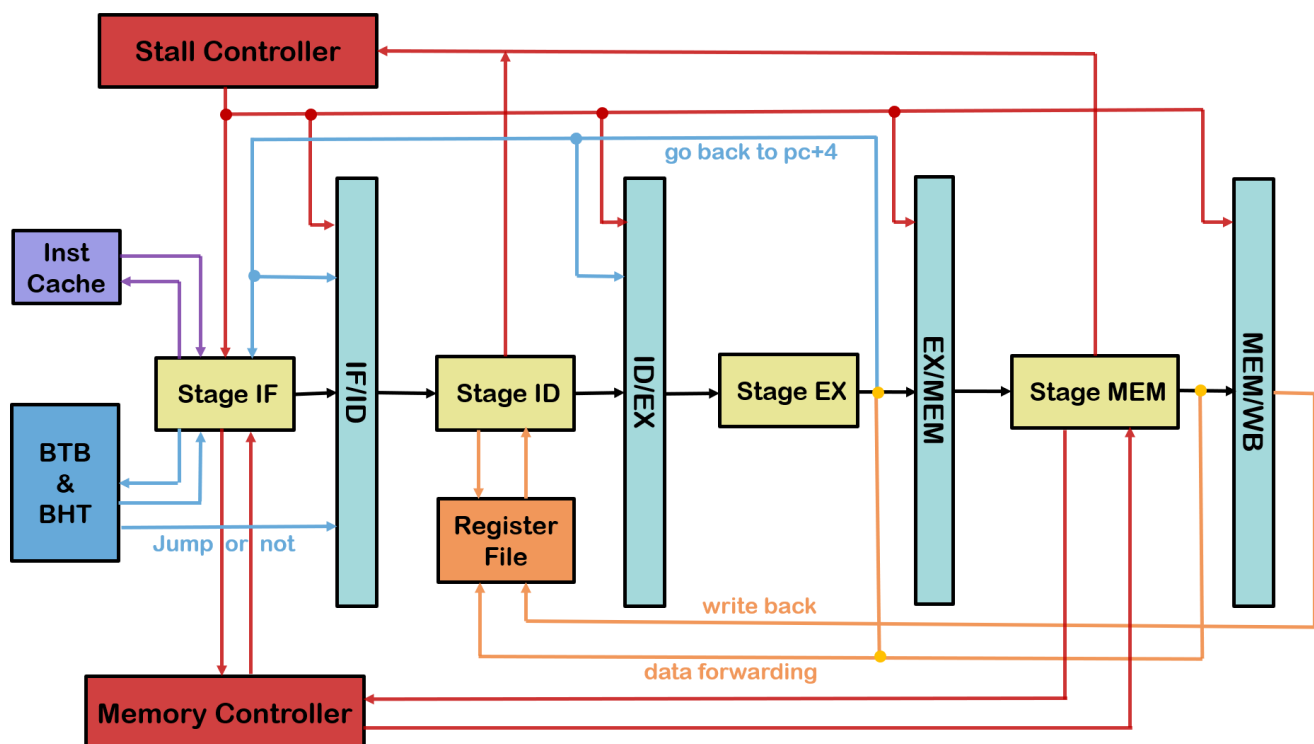 Stall Controller
go back to pc+4
Inst
Cache
Stage IF
IF/ID
Stage ID
ID/EX
Stage EX
EX/MEM
Stage MEM
MEM/WB
BTB
&
BHT
Jump or not
Register
File
write back
data forwarding
Memory Controller